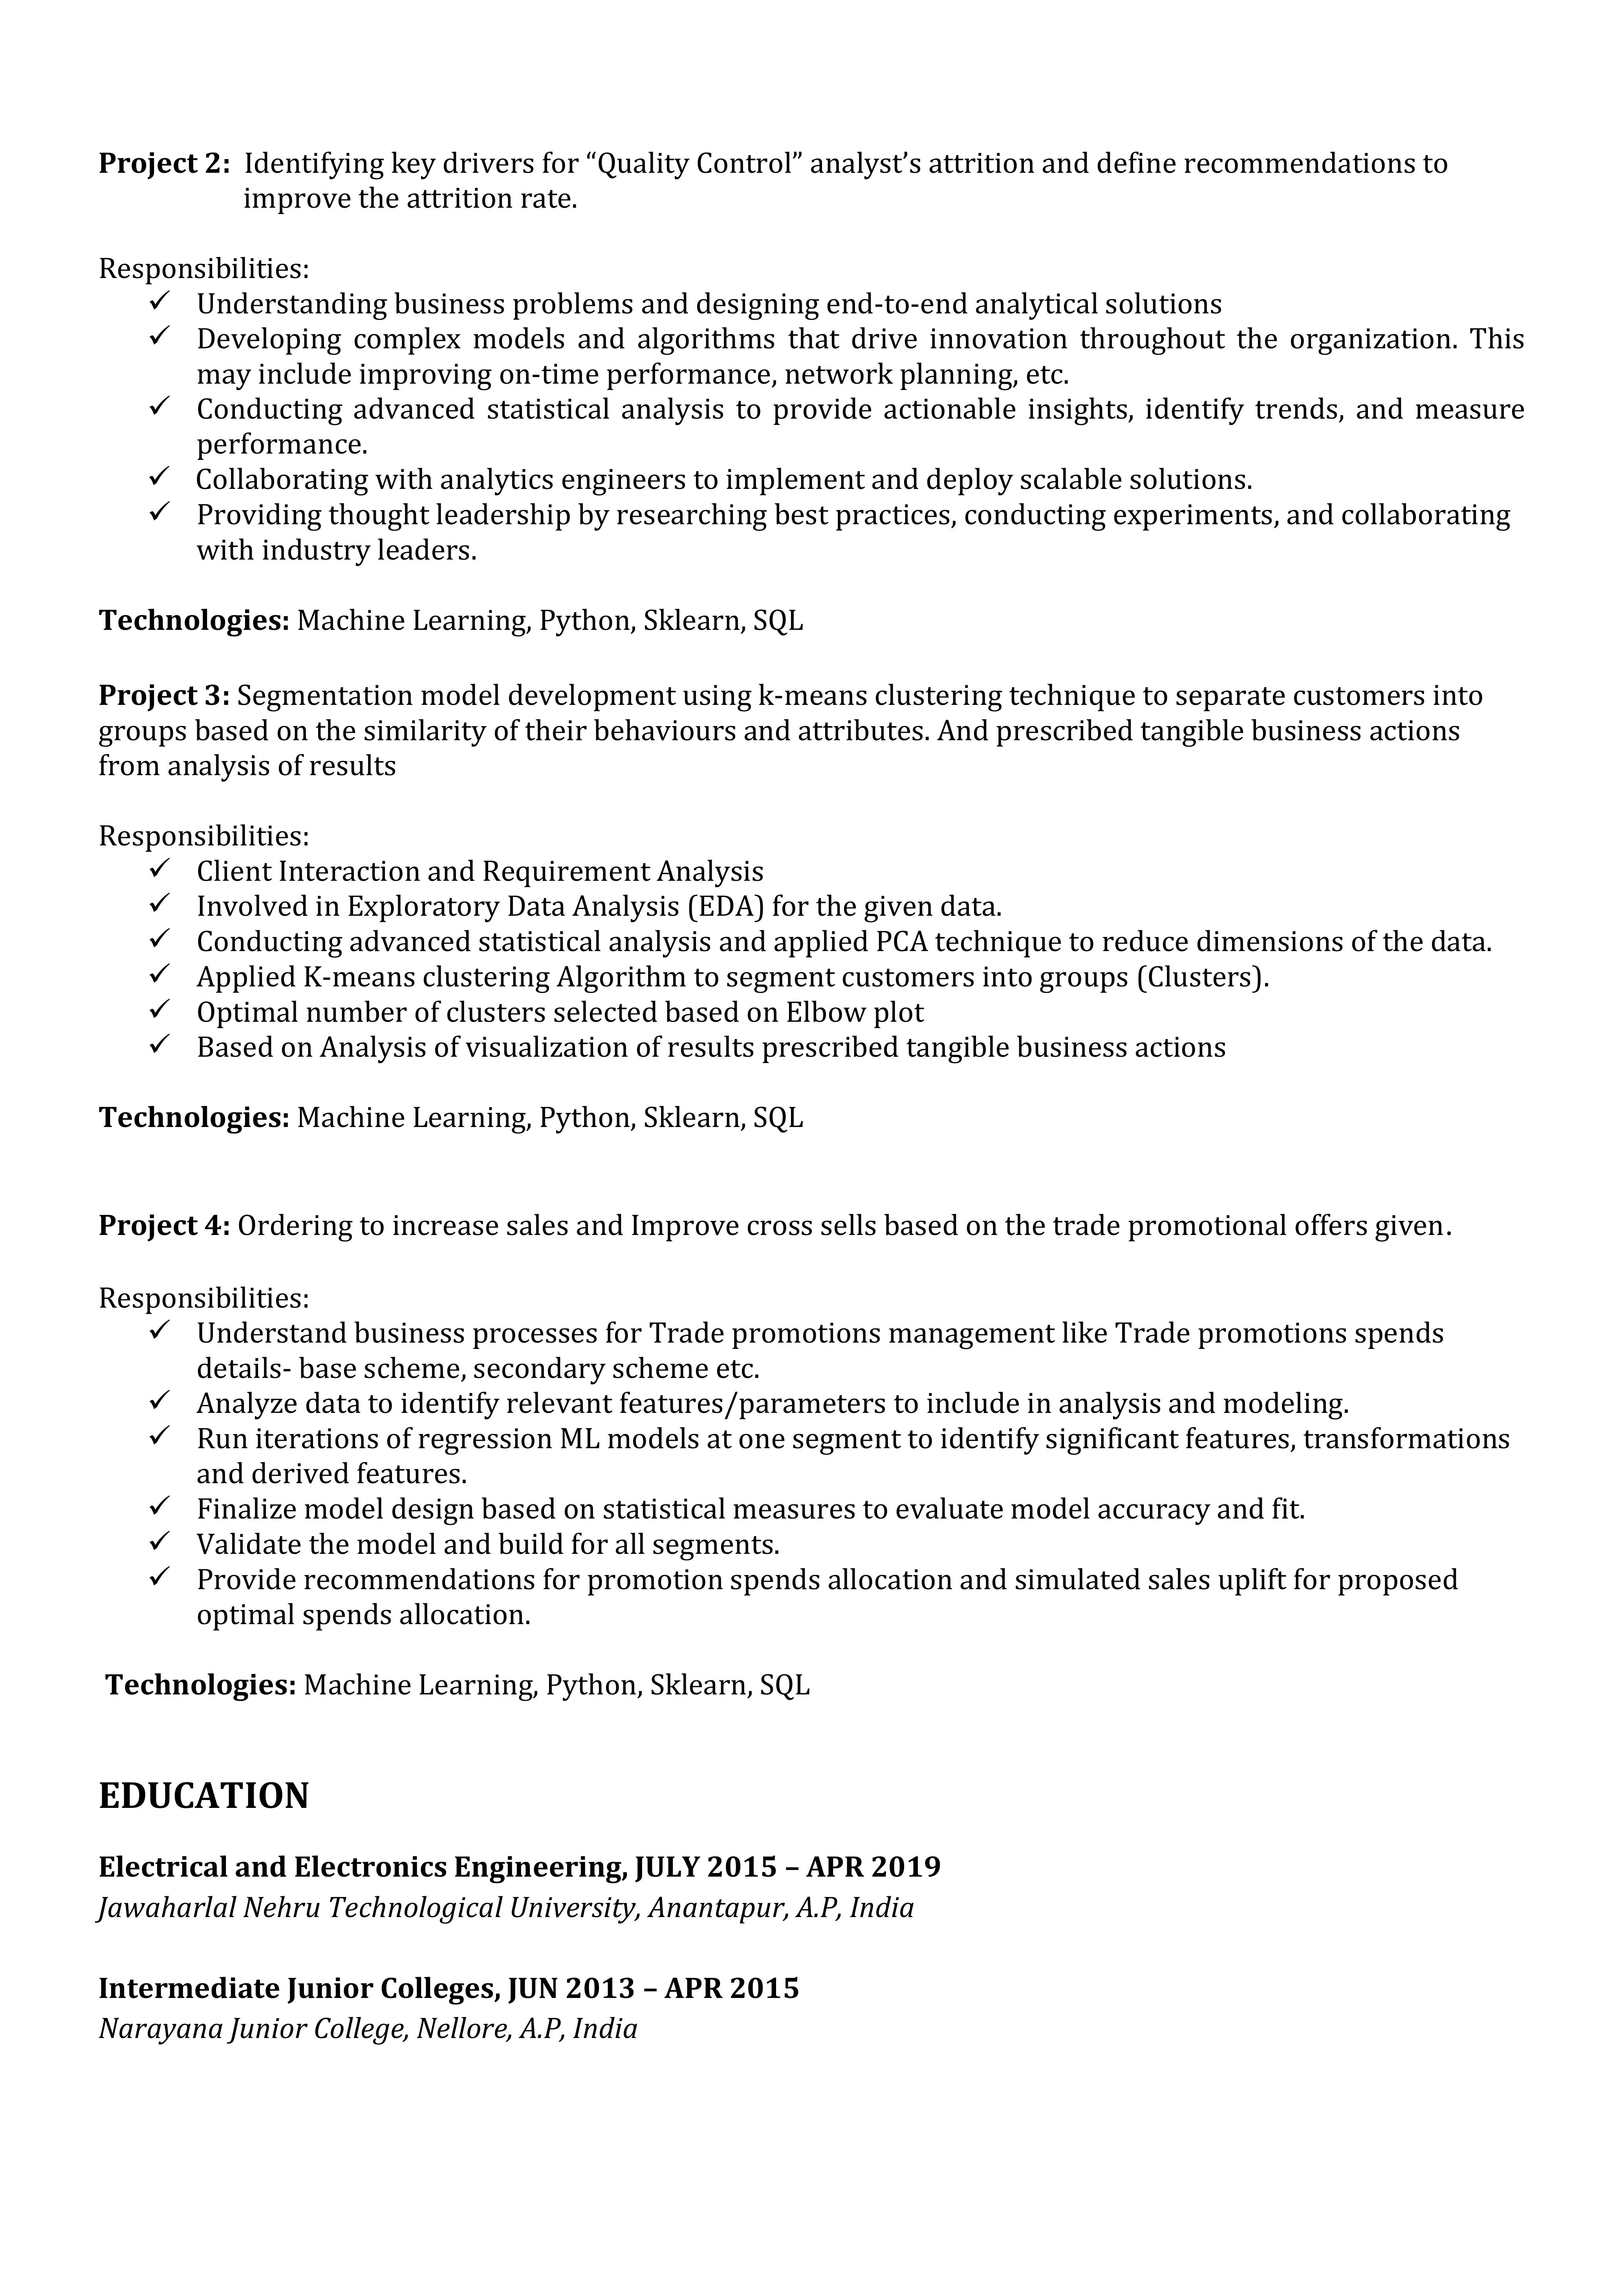 Project 2: Identifying key drivers for “Quality Control” analyst’s attrition and define recommendations to
improve the attrition rate.
Responsibilities:
✓ Understanding business problems and designing end-to-end analytical solutions
✓ Developing complex models and algorithms that drive innovation throughout the organization. This
may include improving on-time performance, network planning, etc.
✓ Conducting advanced statistical analysis to provide actionable insights, identify trends, and measure
performance.
✓ Collaborating with analytics engineers to implement and deploy scalable solutions.
✓ Providing thought leadership by researching best practices, conducting experiments, and collaborating
with industry leaders.
Technologies: Machine Learning, Python, Sklearn, SQL
Project 3: Segmentation model development using k-means clustering technique to separate customers into
groups based on the similarity of their behaviours and attributes. And prescribed tangible business actions
from analysis of results
Responsibilities:
✓ Client Interaction and Requirement Analysis
✓ Involved in Exploratory Data Analysis (EDA) for the given data.
✓ Conducting advanced statistical analysis and applied PCA technique to reduce dimensions of the data.
✓ Applied K-means clustering Algorithm to segment customers into groups (Clusters).
✓ Optimal number of clusters selected based on Elbow plot
✓ Based on Analysis of visualization of results prescribed tangible business actions
Technologies: Machine Learning, Python, Sklearn, SQL
Project 4: Ordering to increase sales and Improve cross sells based on the trade promotional offers given.
Responsibilities:
✓ Understand business processes for Trade promotions management like Trade promotions spends
details- base scheme, secondary scheme etc.
✓ Analyze data to identify relevant features/parameters to include in analysis and modeling.
✓ Run iterations of regression ML models at one segment to identify significant features, transformations
and derived features.
✓ Finalize model design based on statistical measures to evaluate model accuracy and fit.
✓ Validate the model and build for all segments.
✓ Provide recommendations for promotion spends allocation and simulated sales uplift for proposed
optimal spends allocation.
Technologies: Machine Learning, Python, Sklearn, SQL
EDUCATION
Electrical and Electronics Engineering, JULY 2015 – APR 2019
Jawaharlal Nehru Technological University, Anantapur, A.P, India
Intermediate Junior Colleges, JUN 2013 – APR 2015
Narayana Junior College, Nellore, A.P, India